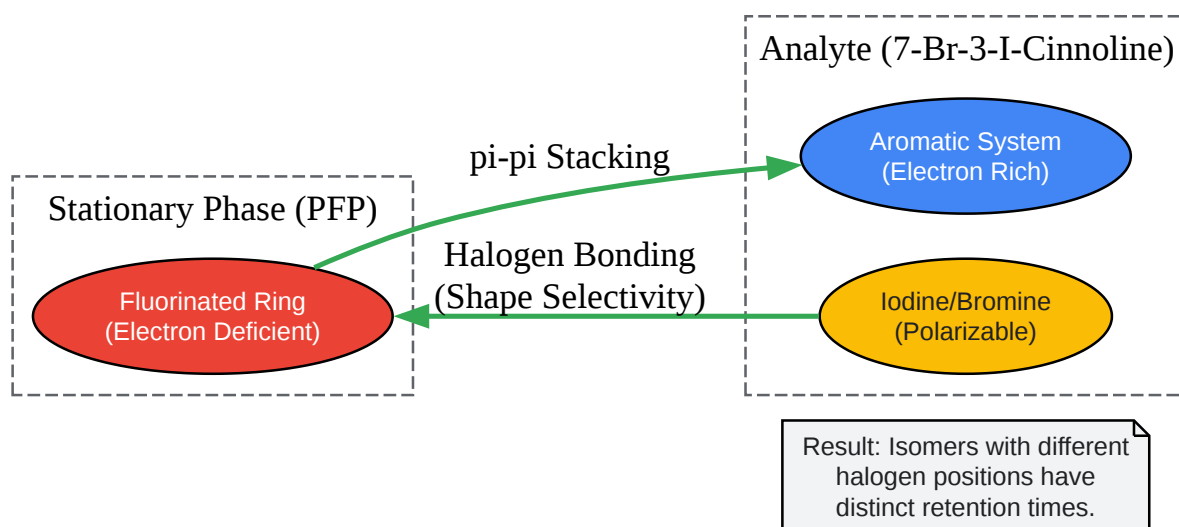 Analyte (7-Br-3-I-Cinnoline)
Aromatic System
(Electron Rich)
pi-pi Stacking
Stationary Phase (PFP)
Halogen Bonding
(Shape Selectivity)
Fluorinated Ring
(Electron Deficient)
Iodine/Bromine
(Polarizable)
Result: Isomers with different
halogen positions have
distinct retention times.